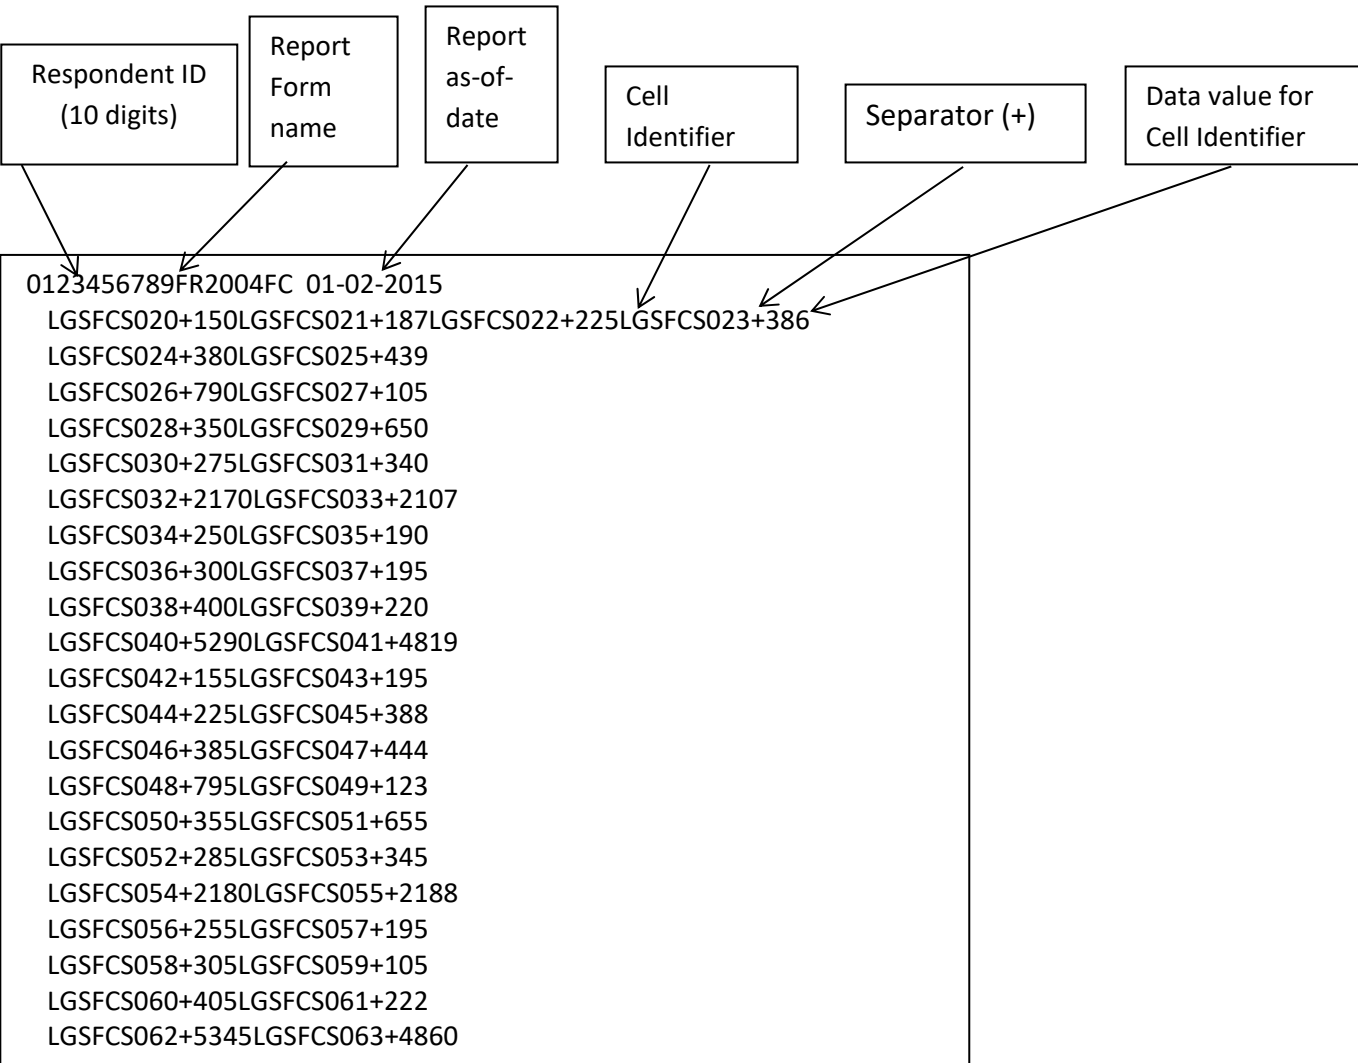 Respondent ID
(10 digits)
Report
Form
name
Report
as-of-
date
Cell
Identifier
Separator (+)
Data value for
Cell Identifier
0123456789FR2004FC  01-02-2015
LGSFCS020+150LGSFCS021+187LGSFCS022+225LGSFCS023+386
LGSFCS024+380LGSFCS025+439
LGSFCS026+790LGSFCS027+105
LGSFCS028+350LGSFCS029+650
LGSFCS030+275LGSFCS031+340
LGSFCS032+2170LGSFCS033+2107
LGSFCS034+250LGSFCS035+190
LGSFCS036+300LGSFCS037+195
LGSFCS038+400LGSFCS039+220
LGSFCS040+5290LGSFCS041+4819
LGSFCS042+155LGSFCS043+195
LGSFCS044+225LGSFCS045+388
LGSFCS046+385LGSFCS047+444
LGSFCS048+795LGSFCS049+123
LGSFCS050+355LGSFCS051+655
LGSFCS052+285LGSFCS053+345
LGSFCS054+2180LGSFCS055+2188
LGSFCS056+255LGSFCS057+195
LGSFCS058+305LGSFCS059+105
LGSFCS060+405LGSFCS061+222
LGSFCS062+5345LGSFCS063+4860